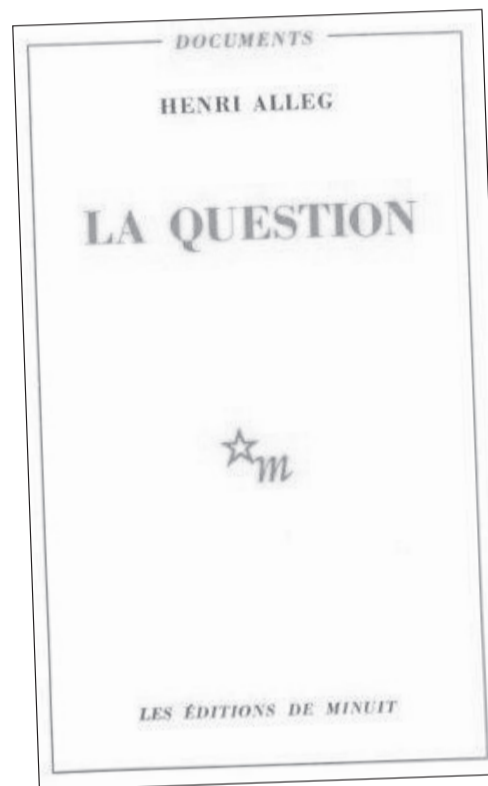 DOCUMENTS
HENRI ALLEG
LA QUESTION
m
LES ÉDITIONS DE MINUIT